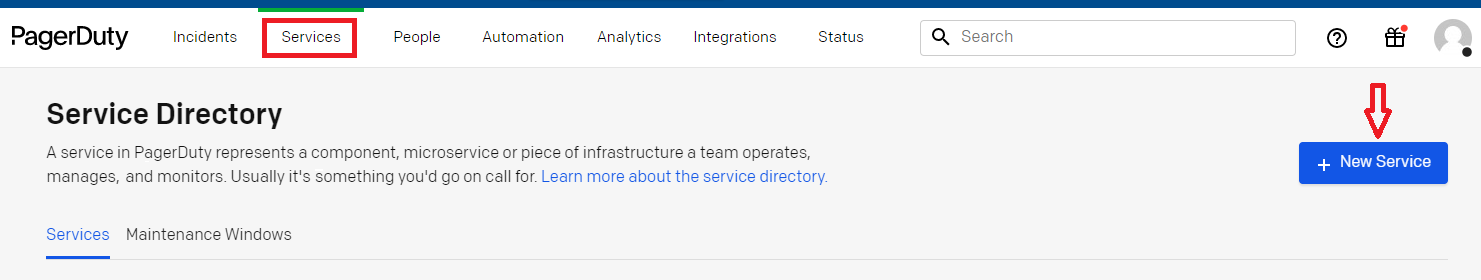 PagerDuty Incidents Services People Automation Analytics Integrations Status Search
Service Directory
A service in PagerDuty represents a component, microservice or piece of infrastructure a team operates,
manages, and monitors. Usually it's something you'd go on call for. Learn more about the service directory.
+ New Service
Services Maintenance Windows